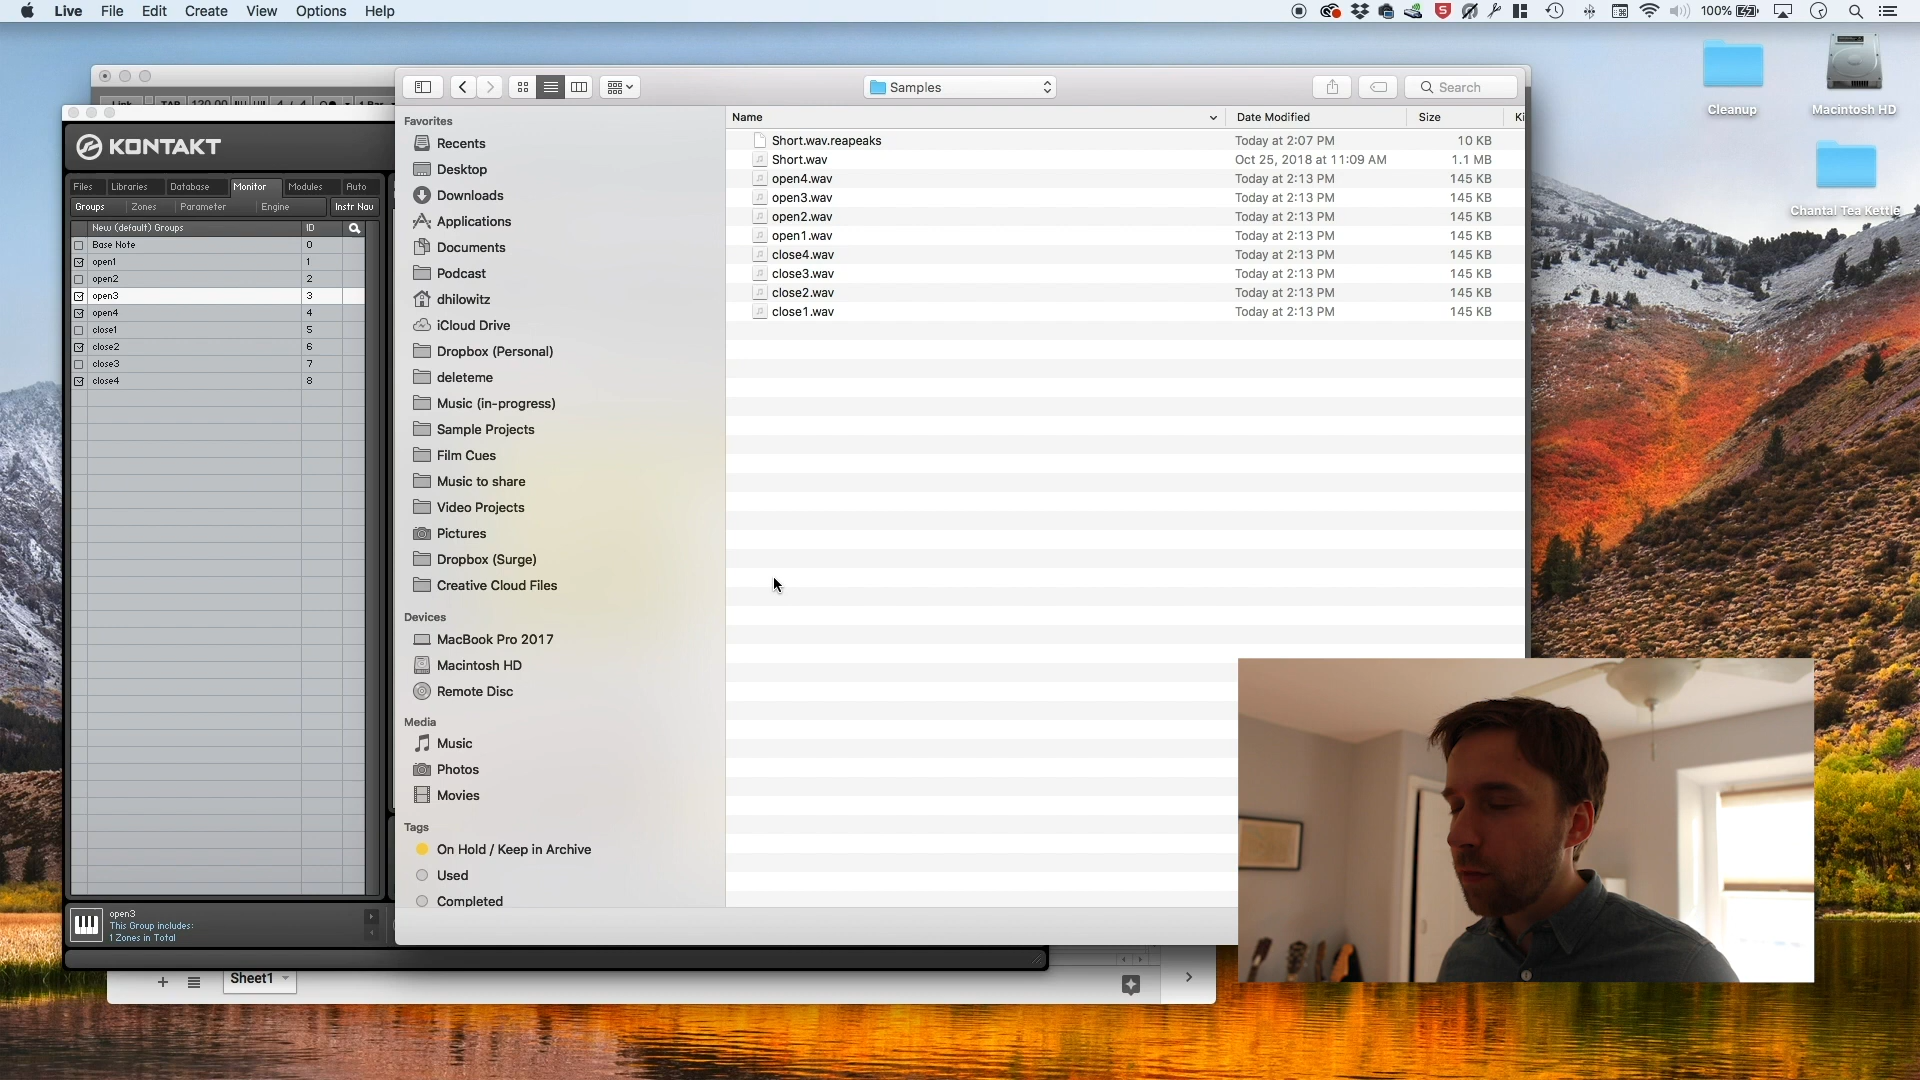 Live File Edit Create View Options Help
100%
Cleanup
Macintosh HD
Chantal Tea Kettle
Link TAP 120.00 4 / 4 1 Bar
KONTAKT
Files Libraries Database Monitor Modules Auto
Groups Zones Parameter Engine Instr Nav
New (default) Groups ID
Base Note 0
open1 1
open2 2
open3 3
open4 4
close1 5
close2 6
close3 7
close4 8
open3
This Group includes:
1 Zones in Total
Samples
Search
Favorites
Recents
Desktop
Downloads
Applications
Documents
Podcast
dhilowitz
iCloud Drive
Dropbox (Personal)
deleteme
Music (in-progress)
Sample Projects
Film Cues
Music to share
Video Projects
Pictures
Dropbox (Surge)
Creative Cloud Files
Devices
MacBook Pro 2017
Macintosh HD
Remote Disc
Media
Music
Photos
Movies
Tags
On Hold / Keep in Archive
Used
Completed
Name Date Modified Size Ki
Short.wav.reapeaks Today at 2:07 PM 10 KB
Short.wav Oct 25, 2018 at 11:09 AM 1.1 MB
open4.wav Today at 2:13 PM 145 KB
open3.wav Today at 2:13 PM 145 KB
open2.wav Today at 2:13 PM 145 KB
open1.wav Today at 2:13 PM 145 KB
close4.wav Today at 2:13 PM 145 KB
close3.wav Today at 2:13 PM 145 KB
close2.wav Today at 2:13 PM 145 KB
close1.wav Today at 2:13 PM 145 KB
Sheet1